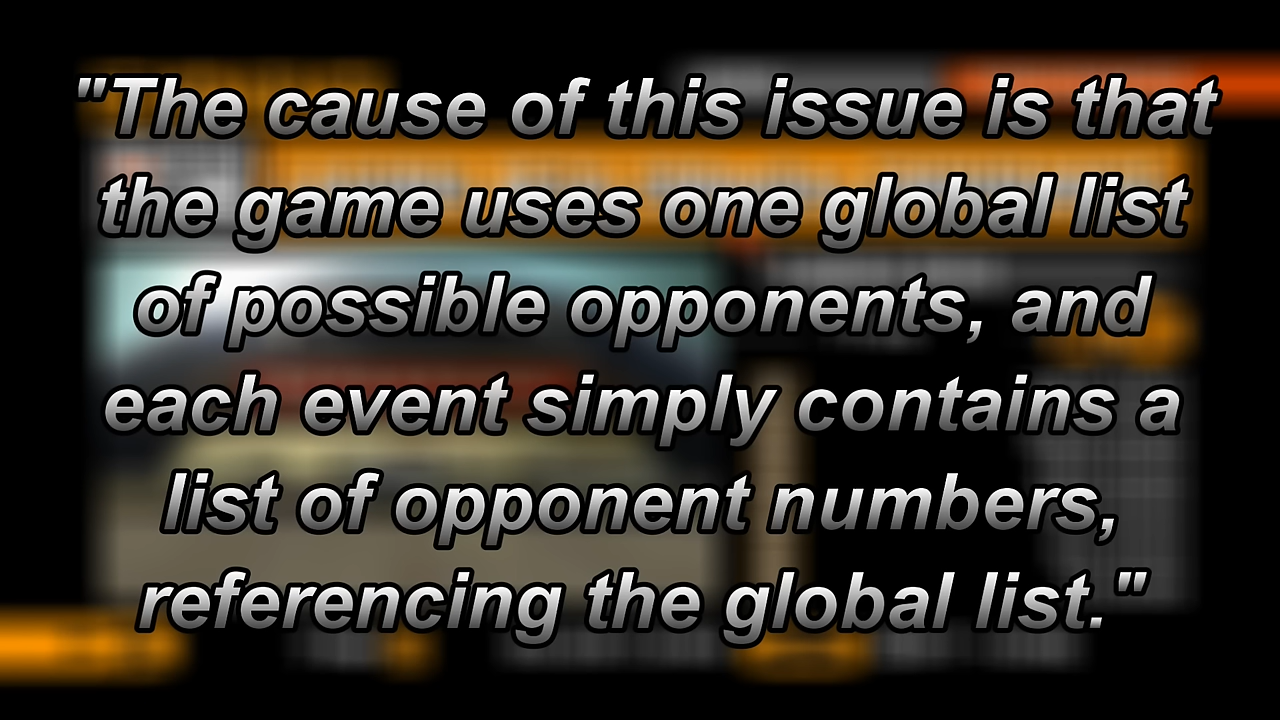 "The cause of this issue is that
the game uses one global list
of possible opponents, and
each event simply contains a
list of opponent numbers,
referencing the global list."